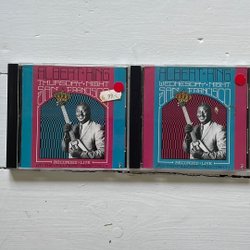 ALBERT KING
THURSDAY NIGHT
SAN FRANCISCO
RECORDED LIVE
ALBERT KING
WEDNESDAY NIGHT
SAN FRANCISCO
RECORDED LIVE